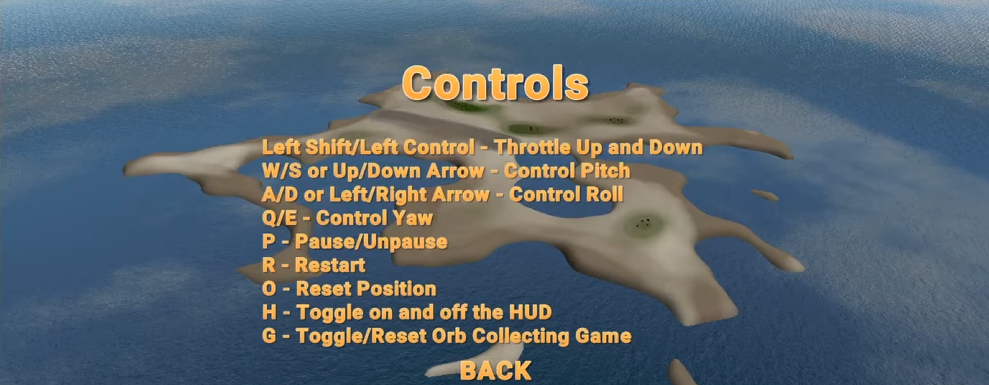 Controls
Left Shift/Left Control - Throttle Up and Down
W/S or Up/Down Arrow - Control Pitch
A/D or Left/Right Arrow - Control Roll
Q/E - Control Yaw
P - Pause/Unpause
R - Restart
O - Reset Position
H - Toggle on and off the HUD
G - Toggle/Reset Orb Collecting Game
BACK